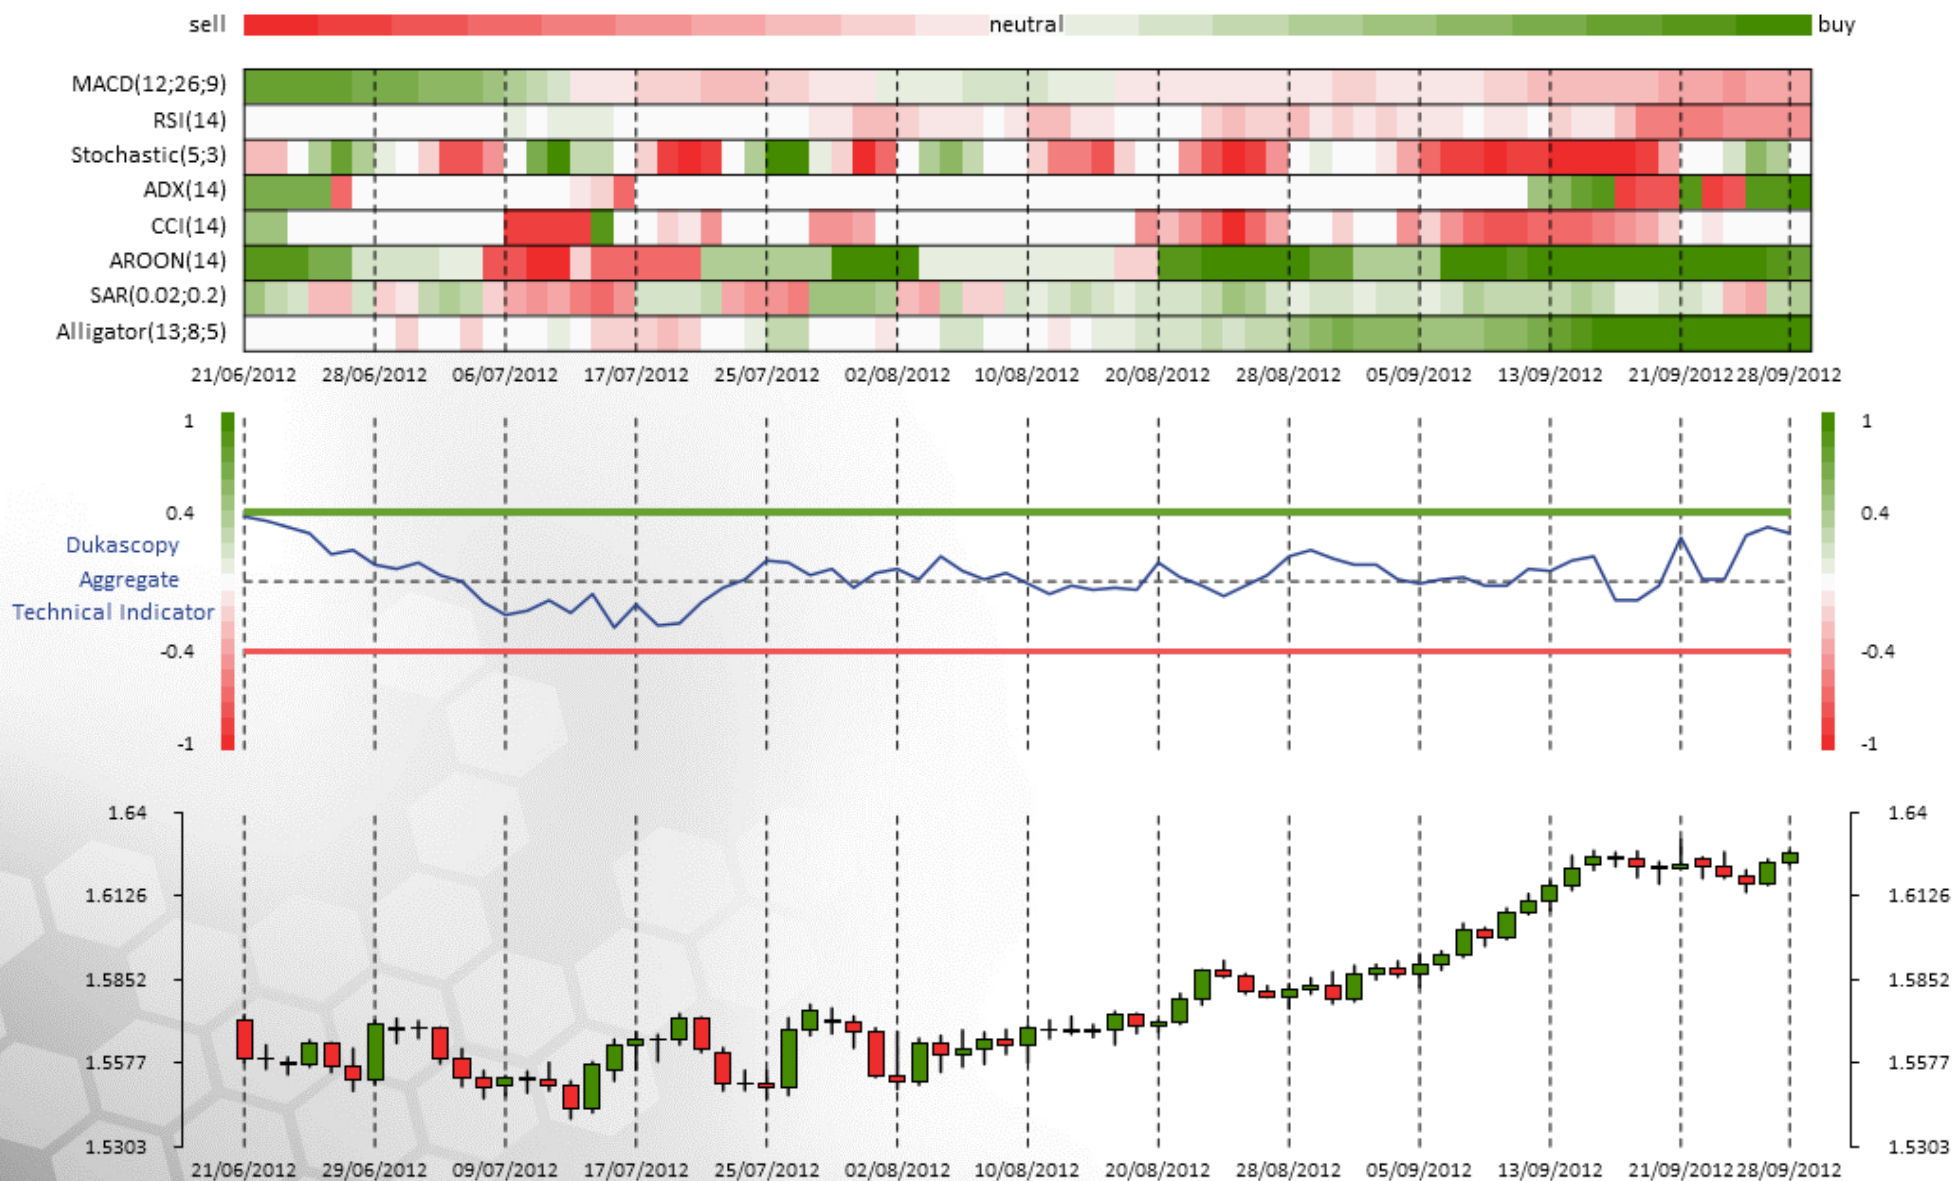 sell neutral buy
MACD(12;26;9)
RSI(14)
Stochastic(5;3)
ADX(14)
CCI(14)
AROON(14)
SAR(0.02;0.2)
Alligator(13;8;5)
21/06/2012 28/06/2012 06/07/2012 17/07/2012 25/07/2012 02/08/2012 10/08/2012 20/08/2012 28/08/2012 05/09/2012 13/09/2012 21/09/2012 28/09/2012
1 1
0.4 0.4
Dukascopy
Aggregate
Technical Indicator
-0.4 -0.4
-1 -1
1.64 1.64
1.6126 1.6126
1.5852 1.5852
1.5577 1.5577
1.5303 1.5303
21/06/2012 29/06/2012 09/07/2012 17/07/2012 25/07/2012 02/08/2012 10/08/2012 20/08/2012 28/08/2012 05/09/2012 13/09/2012 21/09/2012 28/09/2012